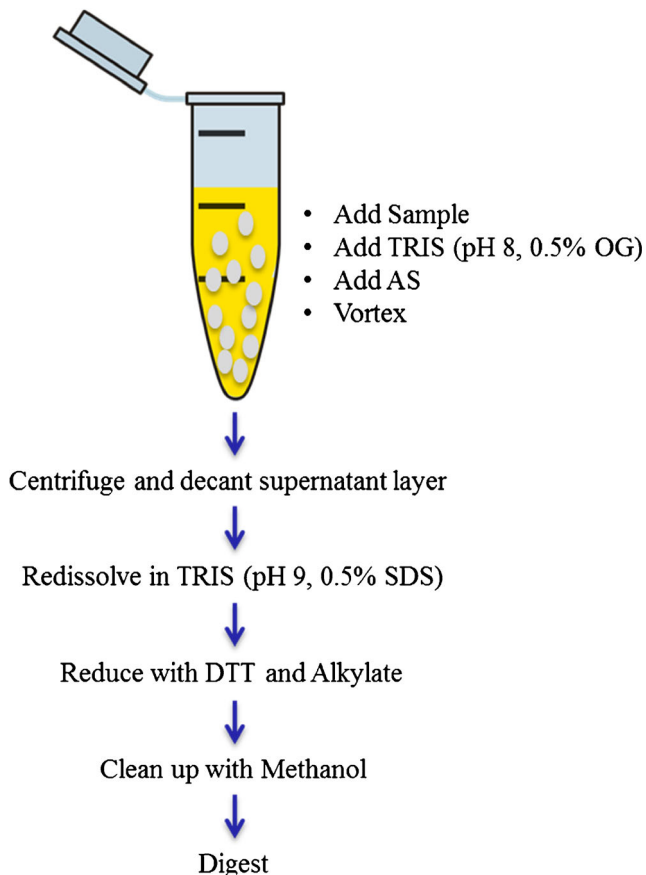 • Add Sample
• Add TRIS (pH 8, 0.5% OG)
• Add AS
• Vortex
Centrifuge and decant supernatant layer
Redissolve in TRIS (pH 9, 0.5% SDS)
Reduce with DTT and Alkylate
Clean up with Methanol
Digest